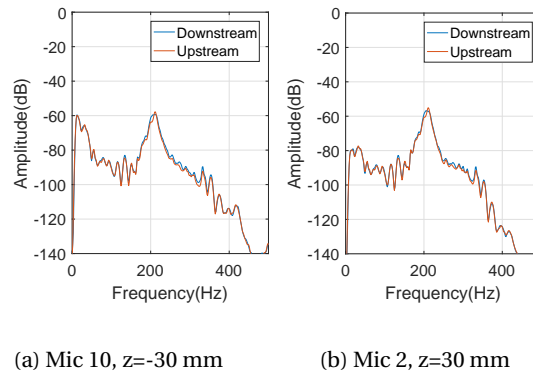 0
-20
-40
-60
-80
-100
-120
-140
Amplitude(dB)
Downstream
Upstream
0 200 400
Frequency(Hz)
0
-20
-40
-60
-80
-100
-120
-140
Amplitude(dB)
Downstream
Upstream
0 200 400
Frequency(Hz)
(a) Mic 10, z=-30 mm
(b) Mic 2, z=30 mm